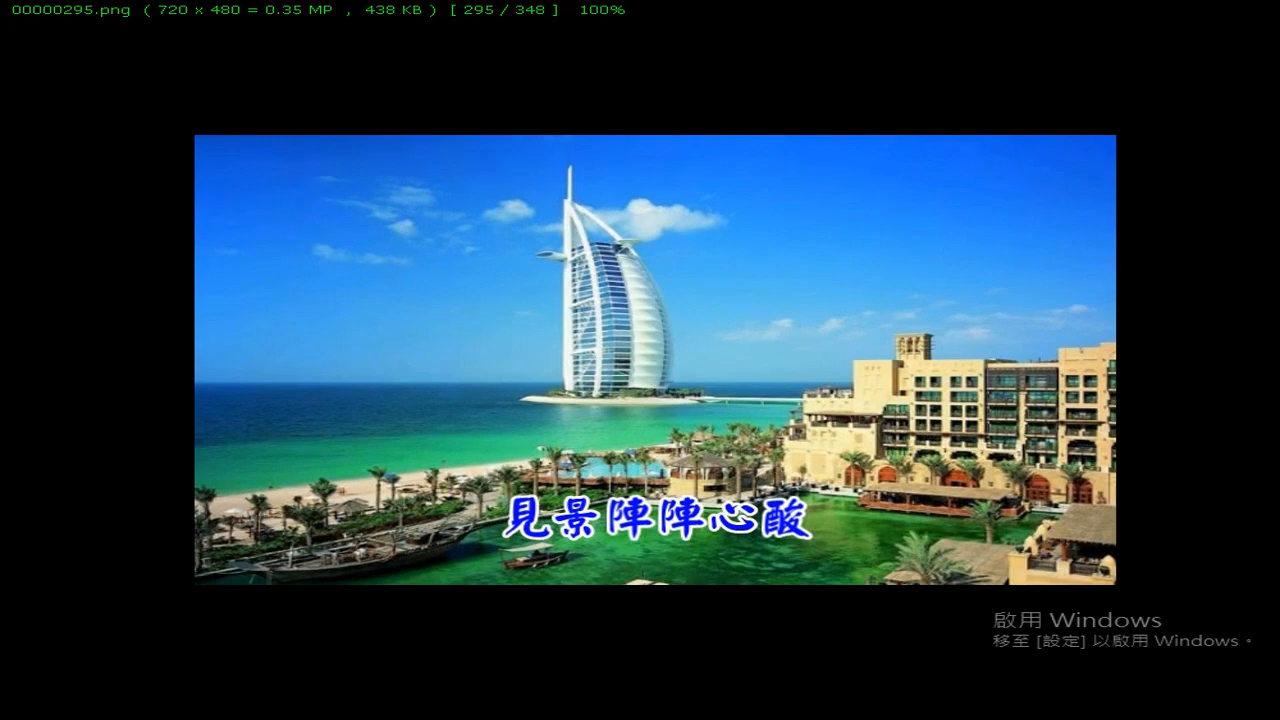 00000295.png ( 720 x 480 = 0.35 MP , 438 KB ) [ 295 / 348 ] 100%
見景陣陣心酸
啟用 Windows
移至 [設定] 以啟用 Windows。